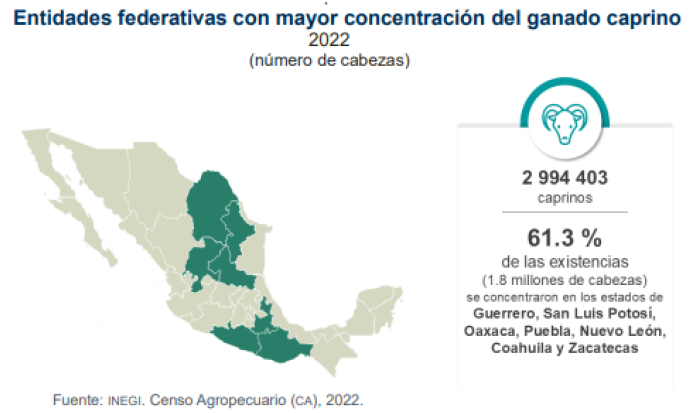 Entidades federativas con mayor concentración del ganado caprino
2022
(número de cabezas)
2 994 403
caprinos
61.3 %
de las existencias
(1.8 millones de cabezas)
se concentraron en los estados de
Guerrero, San Luis Potosí,
Oaxaca, Puebla, Nuevo León,
Coahuila y Zacatecas
Fuente: INEGI. Censo Agropecuario (CA), 2022.